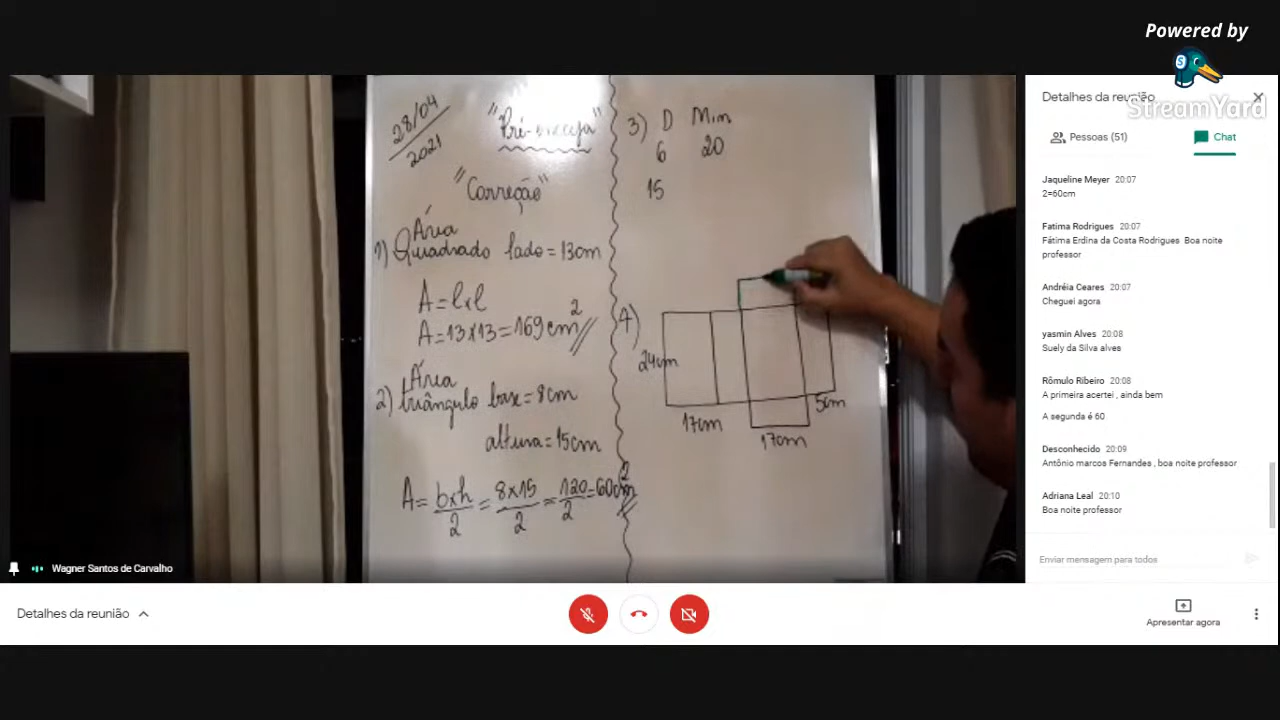 Powered by
StreamYard
28/04
2021
"Pré-
"Correção"
Área
1) Quadrado lado = 13cm
A = l x l
A = 13 x 13 = 169cm²
Área
2) triângulo base = 8cm
altura = 15cm
A = b x h = 8 x 15 = 120 = 60cm²
2 2 2
3) D Min
6 20
15
4)
24cm
17cm
5cm
17cm
Wagner Santos de Carvalho
Detalhes da reunião
Detalhes da reunião
Pessoas (51)
Chat
Jaqueline Meyer 20:07
2=60cm
Fatima Rodrigues 20:07
Fátima Erdina da Costa Rodrigues Boa noite
professor
Andréia Ceares 20:07
Cheguei agora
yasmin Alves 20:08
Suely da Silva alves
Rômulo Ribeiro 20:08
A primeira acertei , ainda bem
A segunda é 60
Desconhecido 20:09
Antônio marcos Fernandes , boa noite professor
Adriana Leal 20:10
Boa noite professor
Enviar mensagem para todos
Apresentar agora